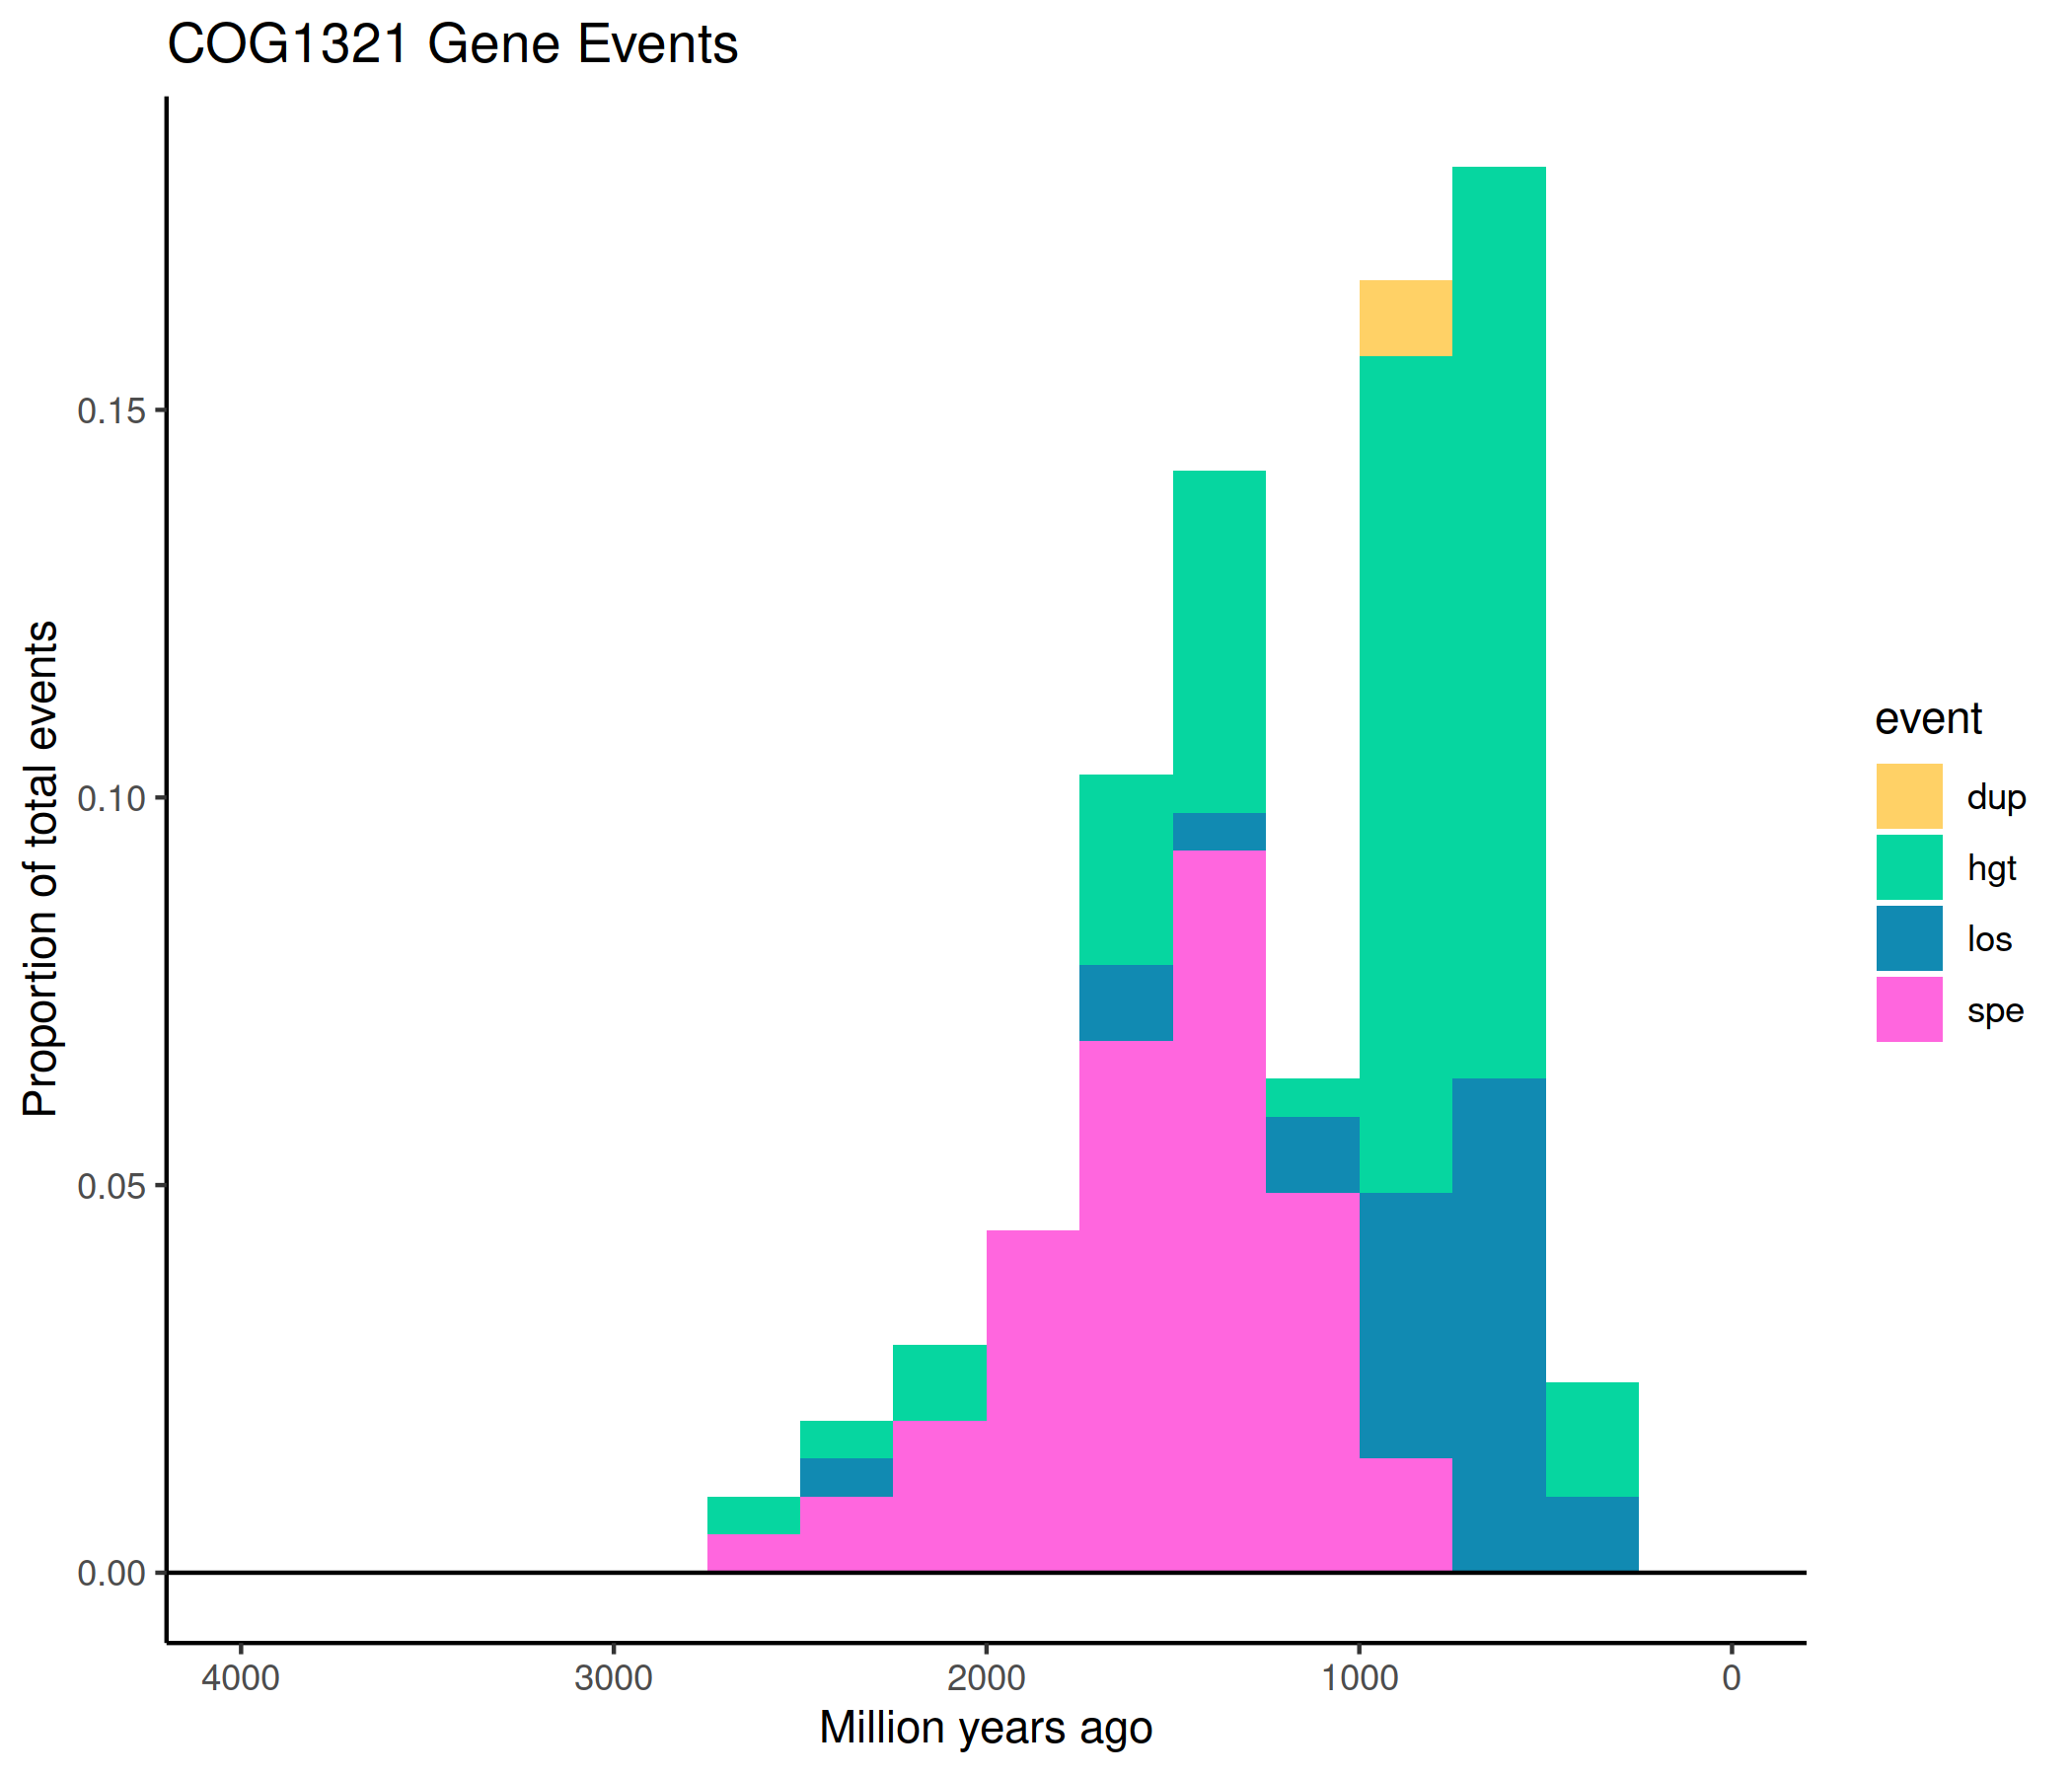 COG1321 Gene Events
Proportion of total events
0.15
0.10
0.05
0.00
4000 3000 2000 1000 0
Million years ago
event
dup
hgt
los
spe